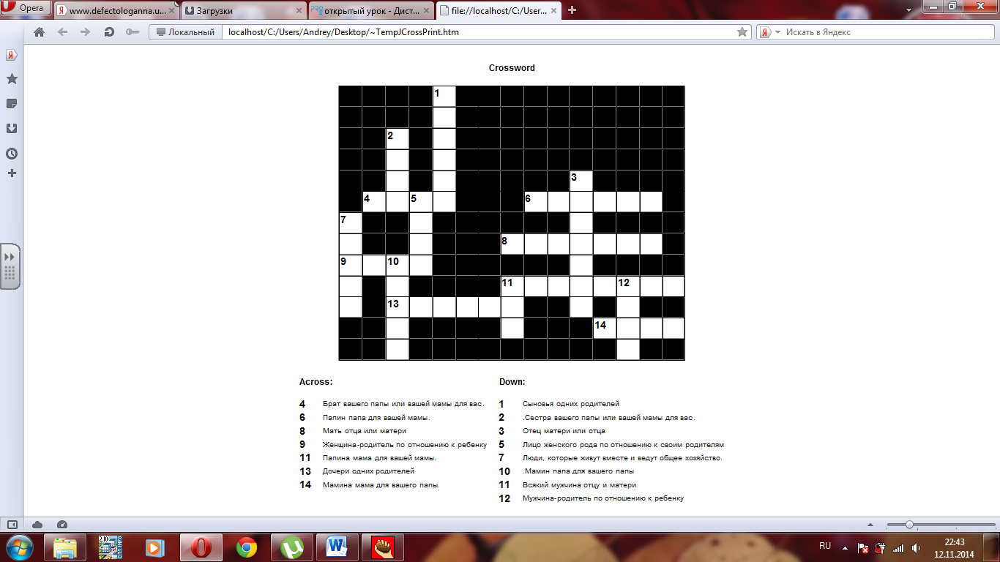 Opera
www.defectologanna.u...
Загрузки
PRO
открытый урок - Дист...
file://localhost/C:/User...
Локальный
localhost/C:/Users/Andrey/Desktop/~TempJCrossPrint.htm
Я
Искать в Яндекс
Crossword
1
2
3
4 5 6
7
8
9 10
11 12
13
14
Across:
4 Брат вашего папы или вашей мамы для вас.
6 Папин папа для вашей мамы.
8 Мать отца или матери
9 Женщина-родитель по отношению к ребенку
11 Папина мама для вашей мамы.
13 Дочери одних родителей
14 Мамина мама для вашего папы.
Down:
1 Сыновья одних родителей
2 .Сестра вашего папы или вашей мамы для вас.
3 Отец матери или отца
5 Лицо женского рода по отношению к своим родителям
7 Люди, которые живут вместе и ведут общее хозяйство.
10 .Мамин папа для вашего папы
11 Всякий мужчина отцу и матери
12 Мужчина-родитель по отношению к ребенку
RU
22:43
12.11.2014